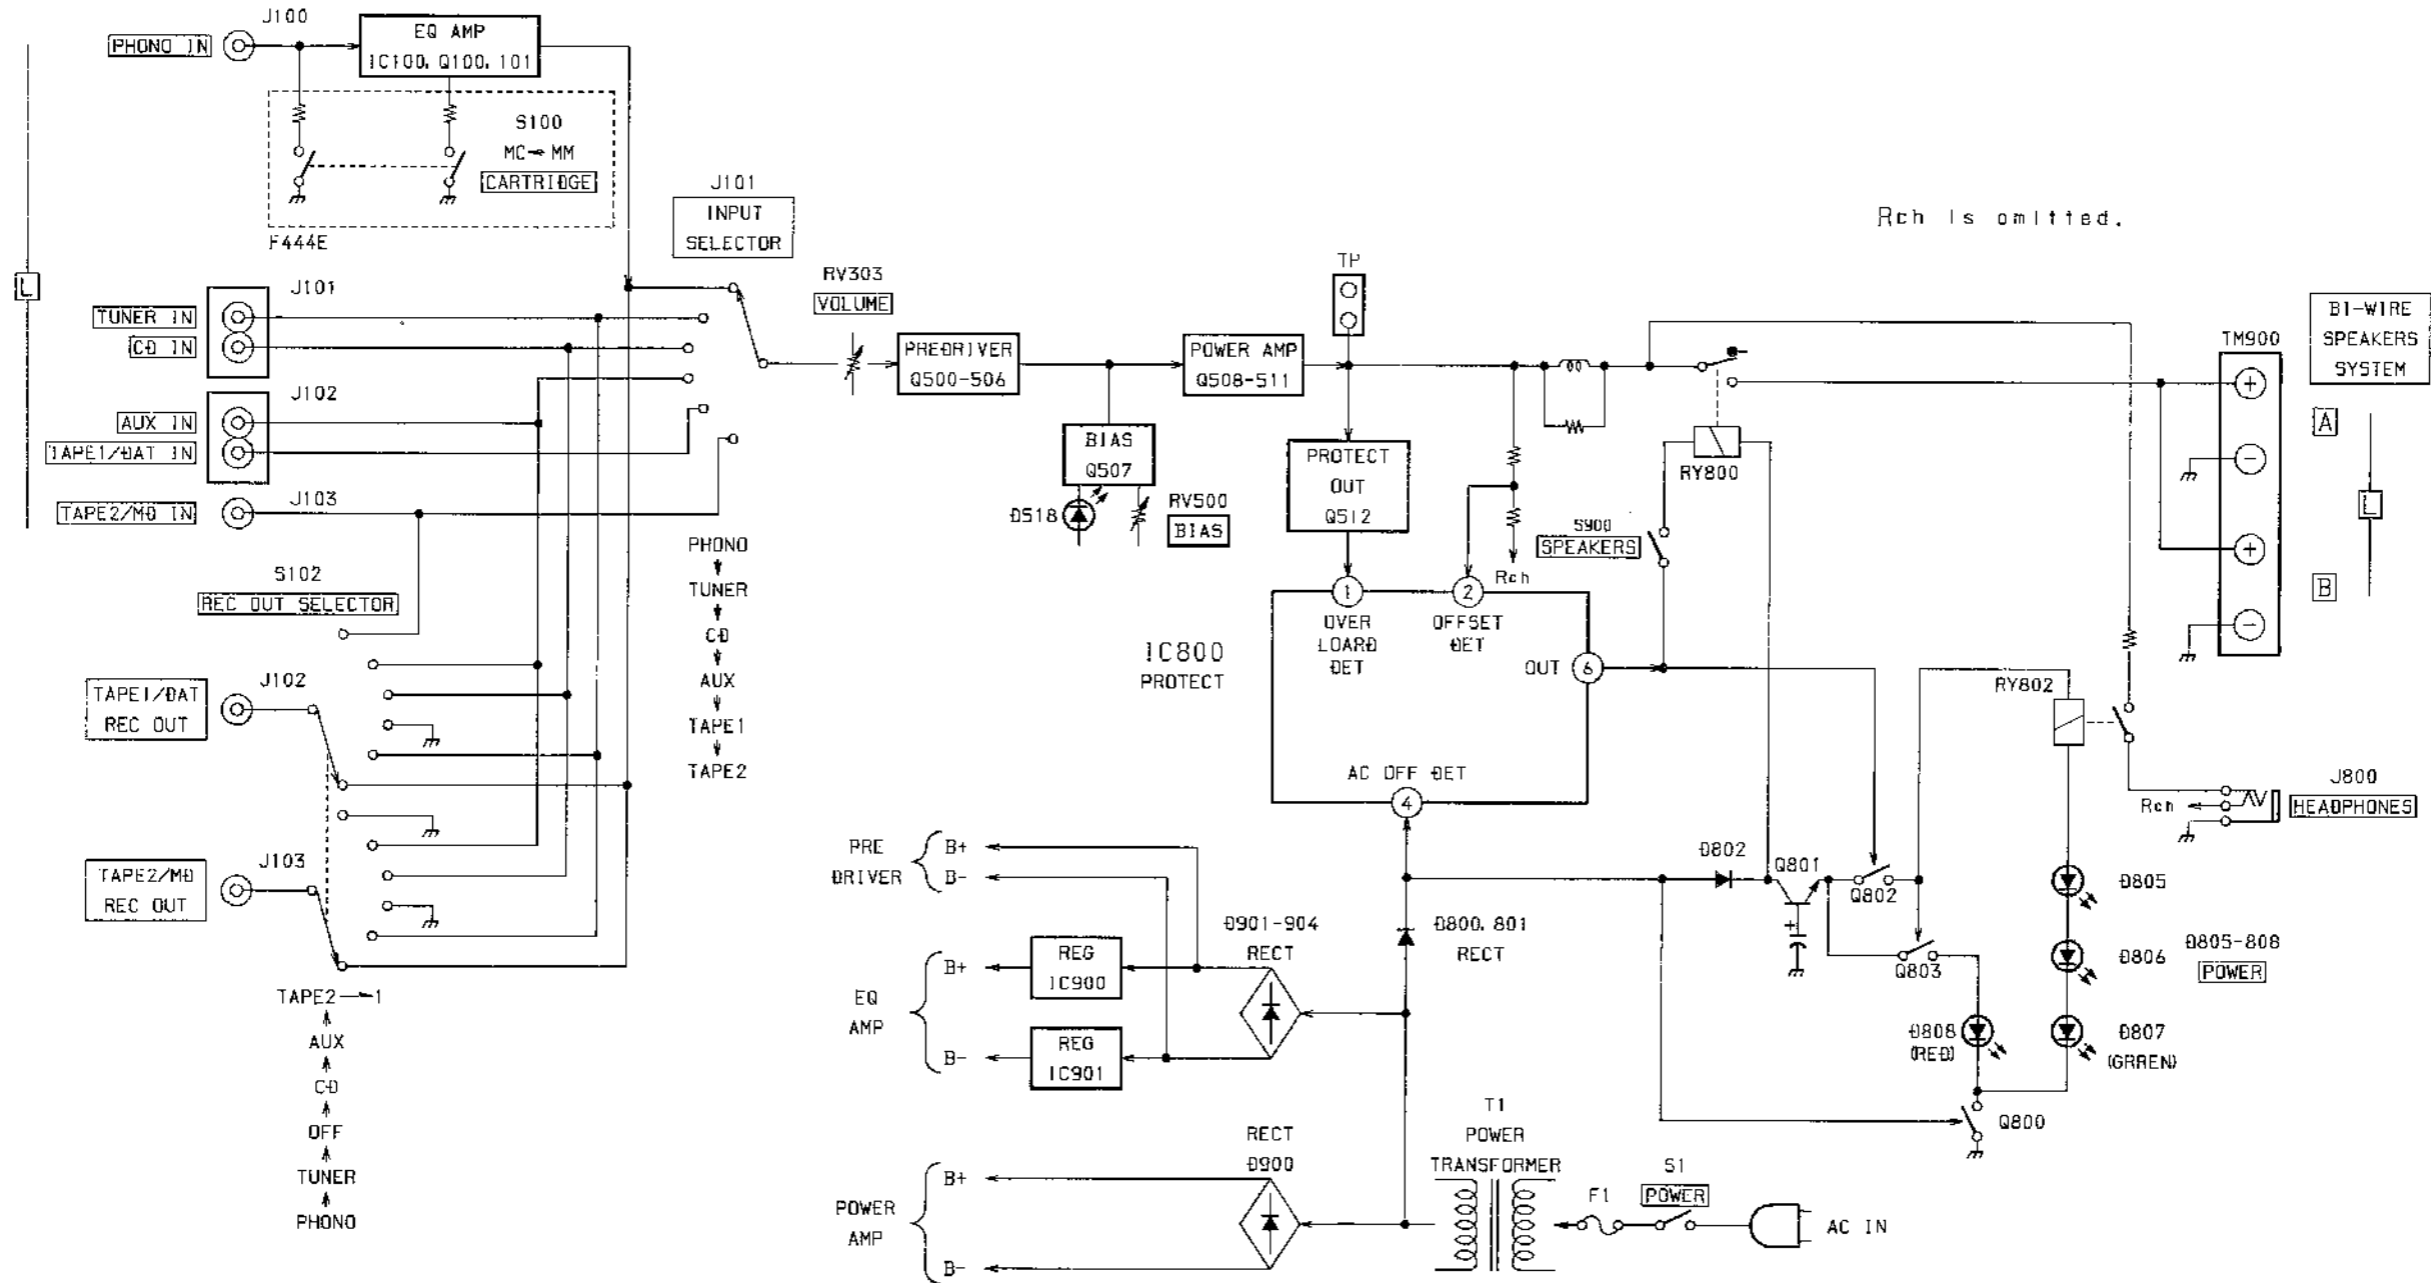 J100
PHONO IN
EQ AMP
IC100, Q100, 101
S100
MC MM
CARTRIDGE
F444E
L
J101
INPUT
SELECTOR
Rch is omitted.
J101
TUNER IN
CD IN
J102
AUX IN
TAPE1/DAT IN
J103
TAPE2/MD IN
RV303
VOLUME
PREDRIVER
Q500-506
BIAS
Q507
D518
RV500
BIAS
POWER AMP
Q508-511
TP
PROTECT
OUT
Q512
Rch
RY800
S900
SPEAKERS
TM900
+
-
+
-
BI-WIRE
SPEAKERS
SYSTEM
A
L
B
S102
REC OUT SELECTOR
J102
TAPE1/DAT
REC OUT
J103
TAPE2/MD
REC OUT
PHONO
TUNER
CD
AUX
TAPE1
TAPE2
TAPE2 1
AUX
CD
OFF
TUNER
PHONO
IC800
PROTECT
1
OVER
LOARD
DET
2
OFFSET
DET
OUT 6
AC OFF DET
4
RY802
J800
HEADPHONES
Rch
PRE
DRIVER
B+
B-
EQ
AMP
B+
B-
REG
IC900
REG
IC901
D901-904
RECT
D800, 801
RECT
D802
Q801
+
Q802
Q803
D805
D806
D805-808
POWER
D808
(RED)
D807
(GRREN)
Q800
POWER
AMP
B+
B-
RECT
D900
T1
POWER
TRANSFORMER
F1
S1
POWER
AC IN